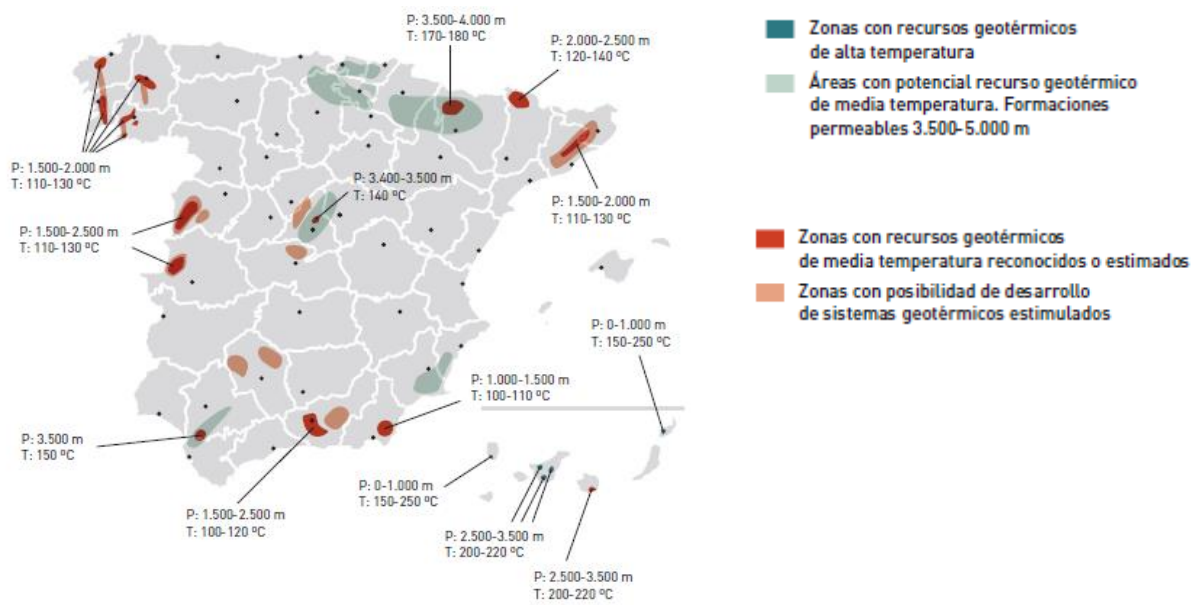 P: 3.500-4.000 m
T: 170-180 ºC
P: 2.000-2.500 m
T: 120-140 ºC
P: 1.500-2.000 m
T: 110-130 ºC
P: 3.400-3.500 m
T: 140 ºC
P: 1.500-2.000 m
T: 110-130 ºC
P: 1.500-2.500 m
T: 110-130 ºC
P: 0-1.000 m
T: 150-250 ºC
P: 1.000-1.500 m
T: 100-110 ºC
P: 3.500 m
T: 150 ºC
P: 0-1.000 m
T: 150-250 ºC
P: 1.500-2.500 m
T: 100-120 ºC
P: 2.500-3.500 m
T: 200-220 ºC
P: 2.500-3.500 m
T: 200-220 ºC
Zonas con recursos geotérmicos
de alta temperatura
Áreas con potencial recurso geotérmico
de media temperatura. Formaciones
permeables 3.500-5.000 m
Zonas con recursos geotérmicos
de media temperatura reconocidos o estimados
Zonas con posibilidad de desarrollo
de sistemas geotérmicos estimulados